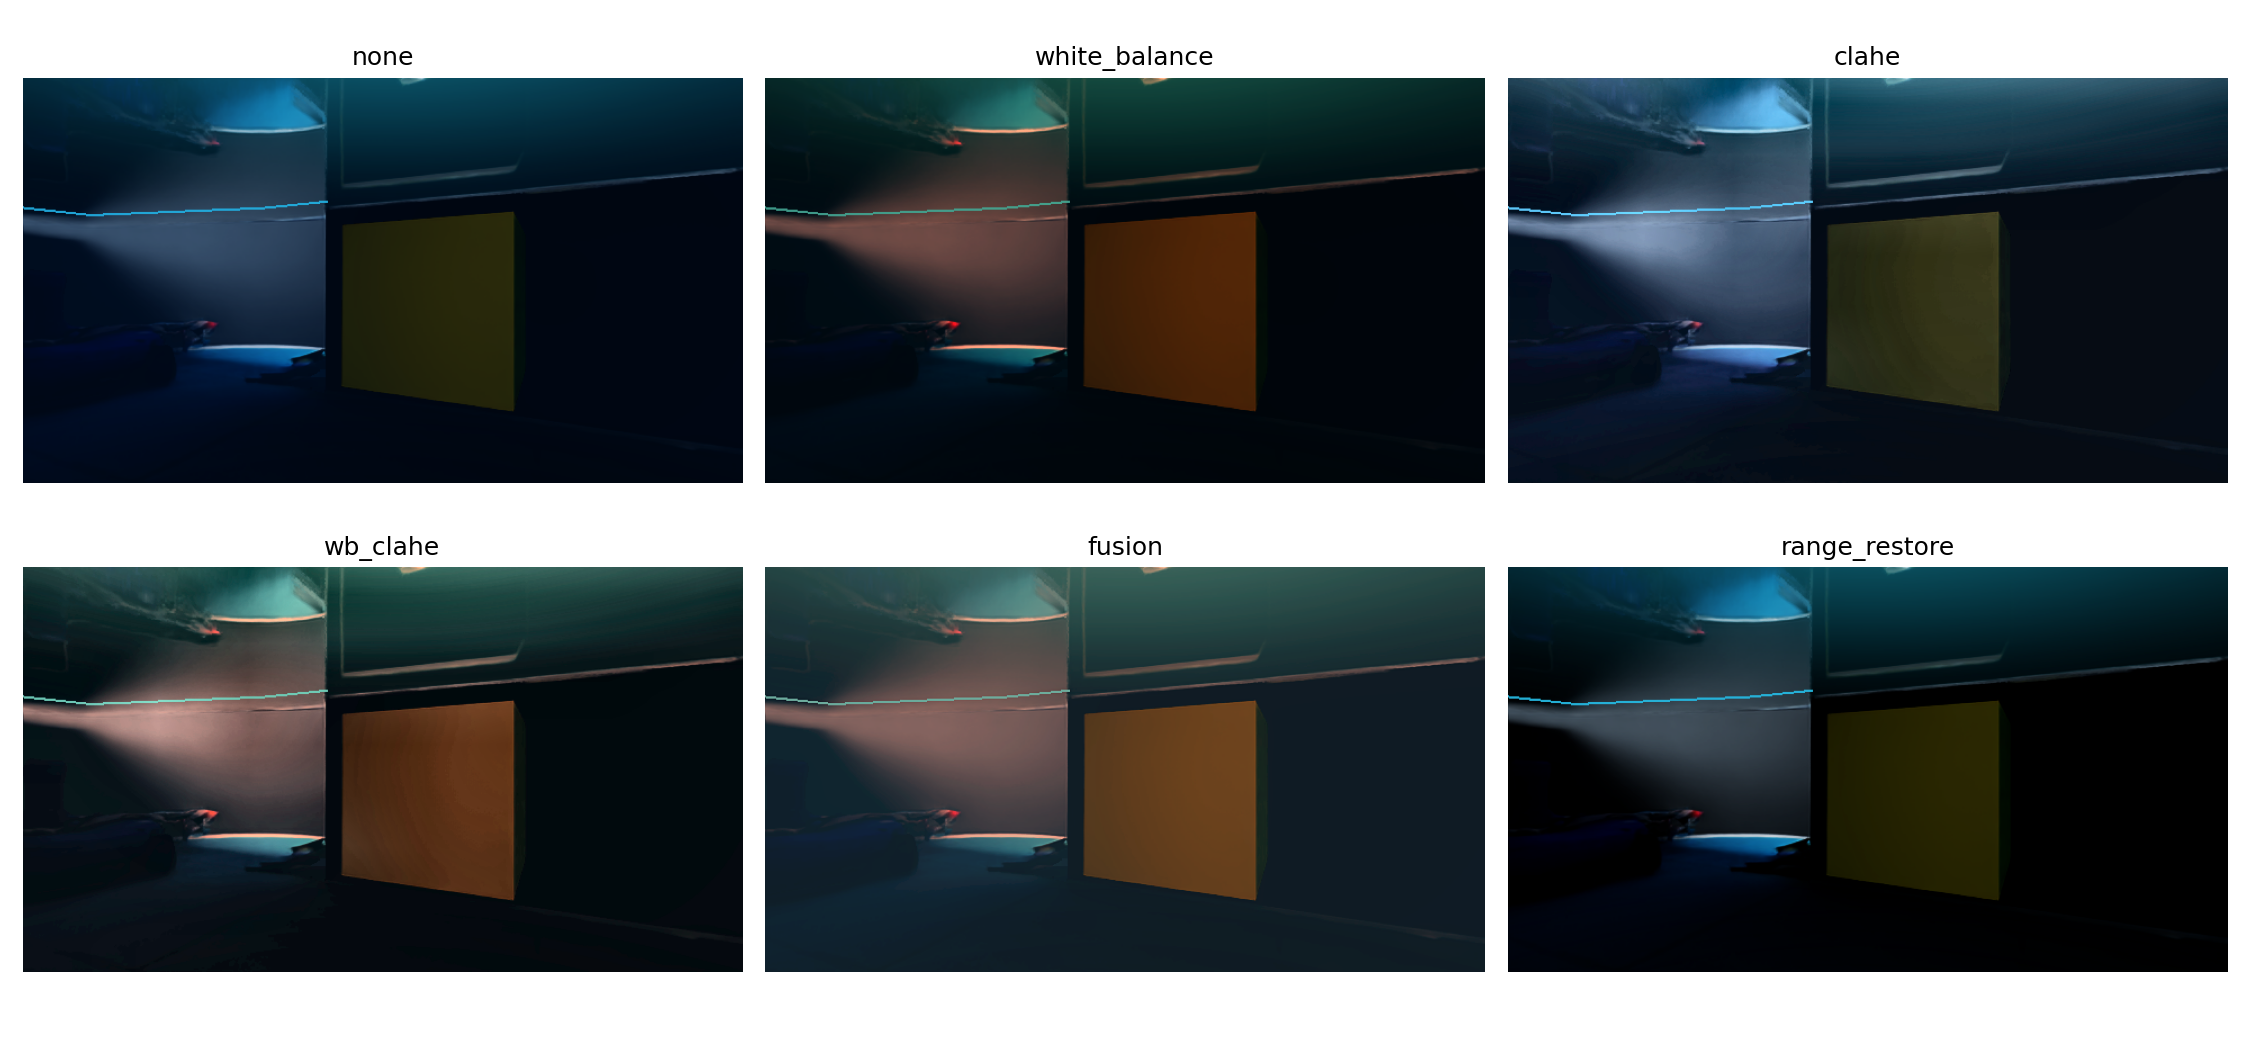 none
white_balance
clahe
wb_clahe
fusion
range_restore